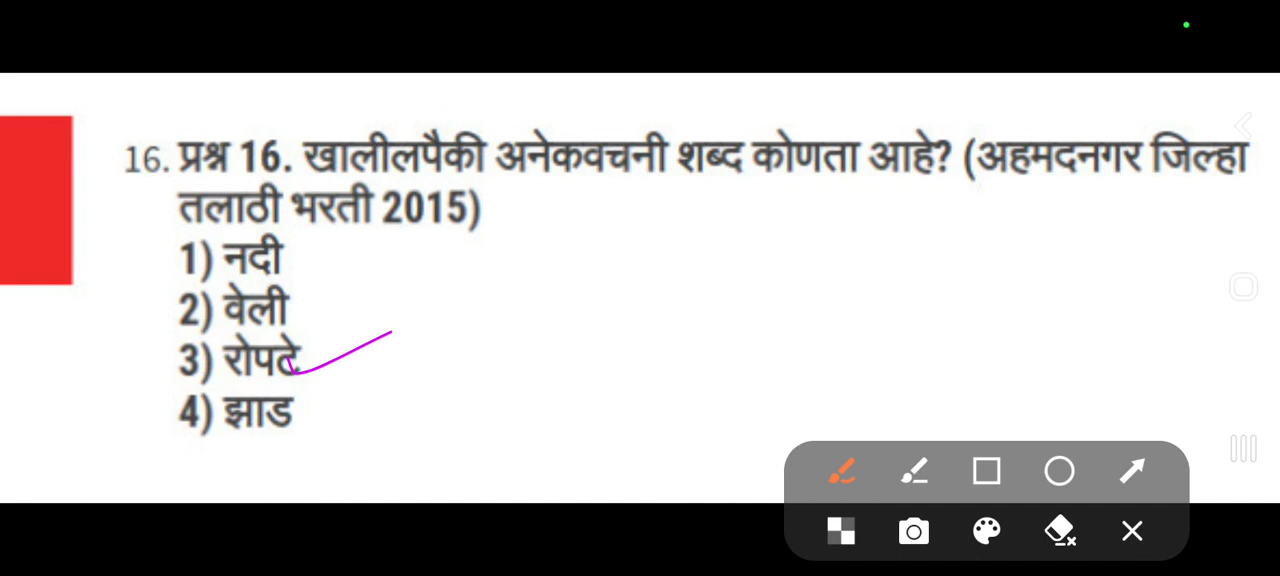 16. प्रश्न 16. खालीलपैकी अनेकवचनी शब्द कोणता आहे? (अहमदनगर जिल्हा
तलाठी भरती 2015)
1) नदी
2) वेली
3) रोपटे
4) झाड